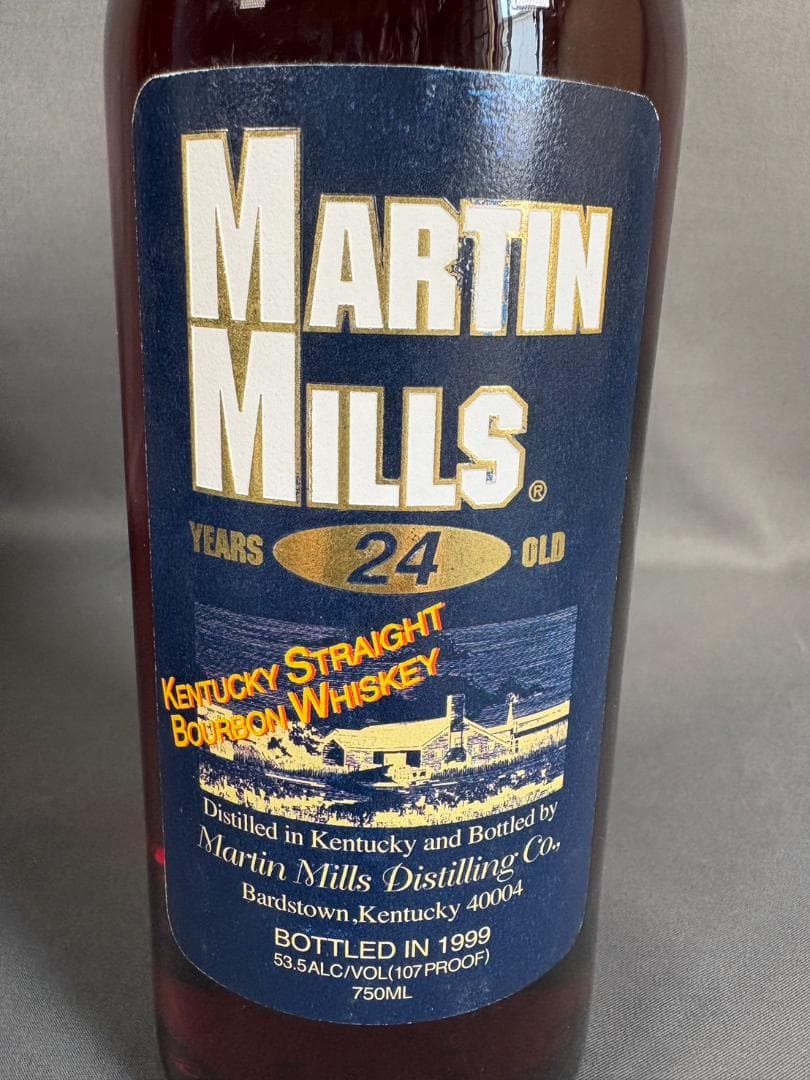 MARTIN
MILLS®
YEARS 24 OLD
KENTUCKY STRAIGHT
BOURBON WHISKEY
Distilled in Kentucky and Bottled by
Martin Mills Distilling Co.,
Bardstown,Kentucky 40004
BOTTLED IN 1999
53.5ALC/VOL(107PROOF)
750ML